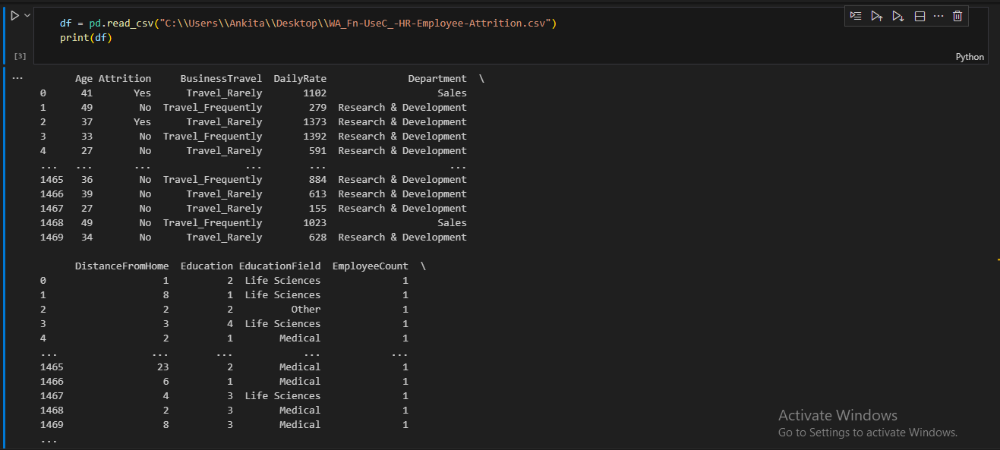 df = pd.read_csv("C:\\Users\\Ankita\\Desktop\\WA_Fn-UseC_-HR-Employee-Attrition.csv")
print(df)
[3]
Python
...
      Age Attrition     BusinessTravel  DailyRate              Department  \
0      41       Yes      Travel_Rarely       1102                   Sales
1      49        No  Travel_Frequently        279  Research & Development
2      37       Yes      Travel_Rarely       1373  Research & Development
3      33        No  Travel_Frequently       1392  Research & Development
4      27        No      Travel_Rarely        591  Research & Development
...   ...       ...                ...        ...                     ...
1465   36        No  Travel_Frequently        884  Research & Development
1466   39        No      Travel_Rarely        613  Research & Development
1467   27        No      Travel_Rarely        155  Research & Development
1468   49        No  Travel_Frequently       1023                   Sales
1469   34        No      Travel_Rarely        628  Research & Development
      DistanceFromHome  Education EducationField  EmployeeCount  \
0                    1          2  Life Sciences              1
1                    8          1  Life Sciences              1
2                    2          2          Other              1
3                    3          4  Life Sciences              1
4                    2          1        Medical              1
...                ...        ...            ...            ...
1465                23          2        Medical              1
1466                 6          1        Medical              1
1467                 4          3  Life Sciences              1
1468                 2          3        Medical              1
1469                 8          3        Medical              1
...
Activate Windows
Go to Settings to activate Windows.